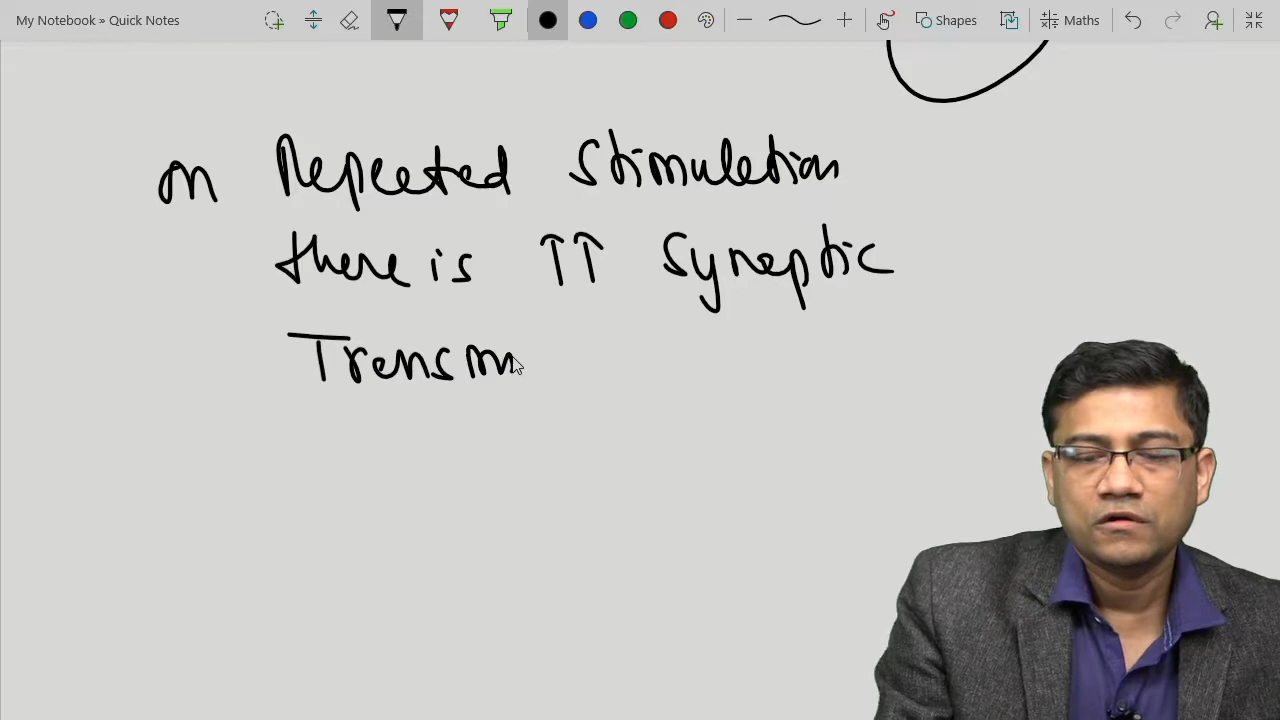 My Notebook » Quick Notes
Shapes
Maths
on Repeated Stimulation
there is ↑↑ Synaptic
Transm